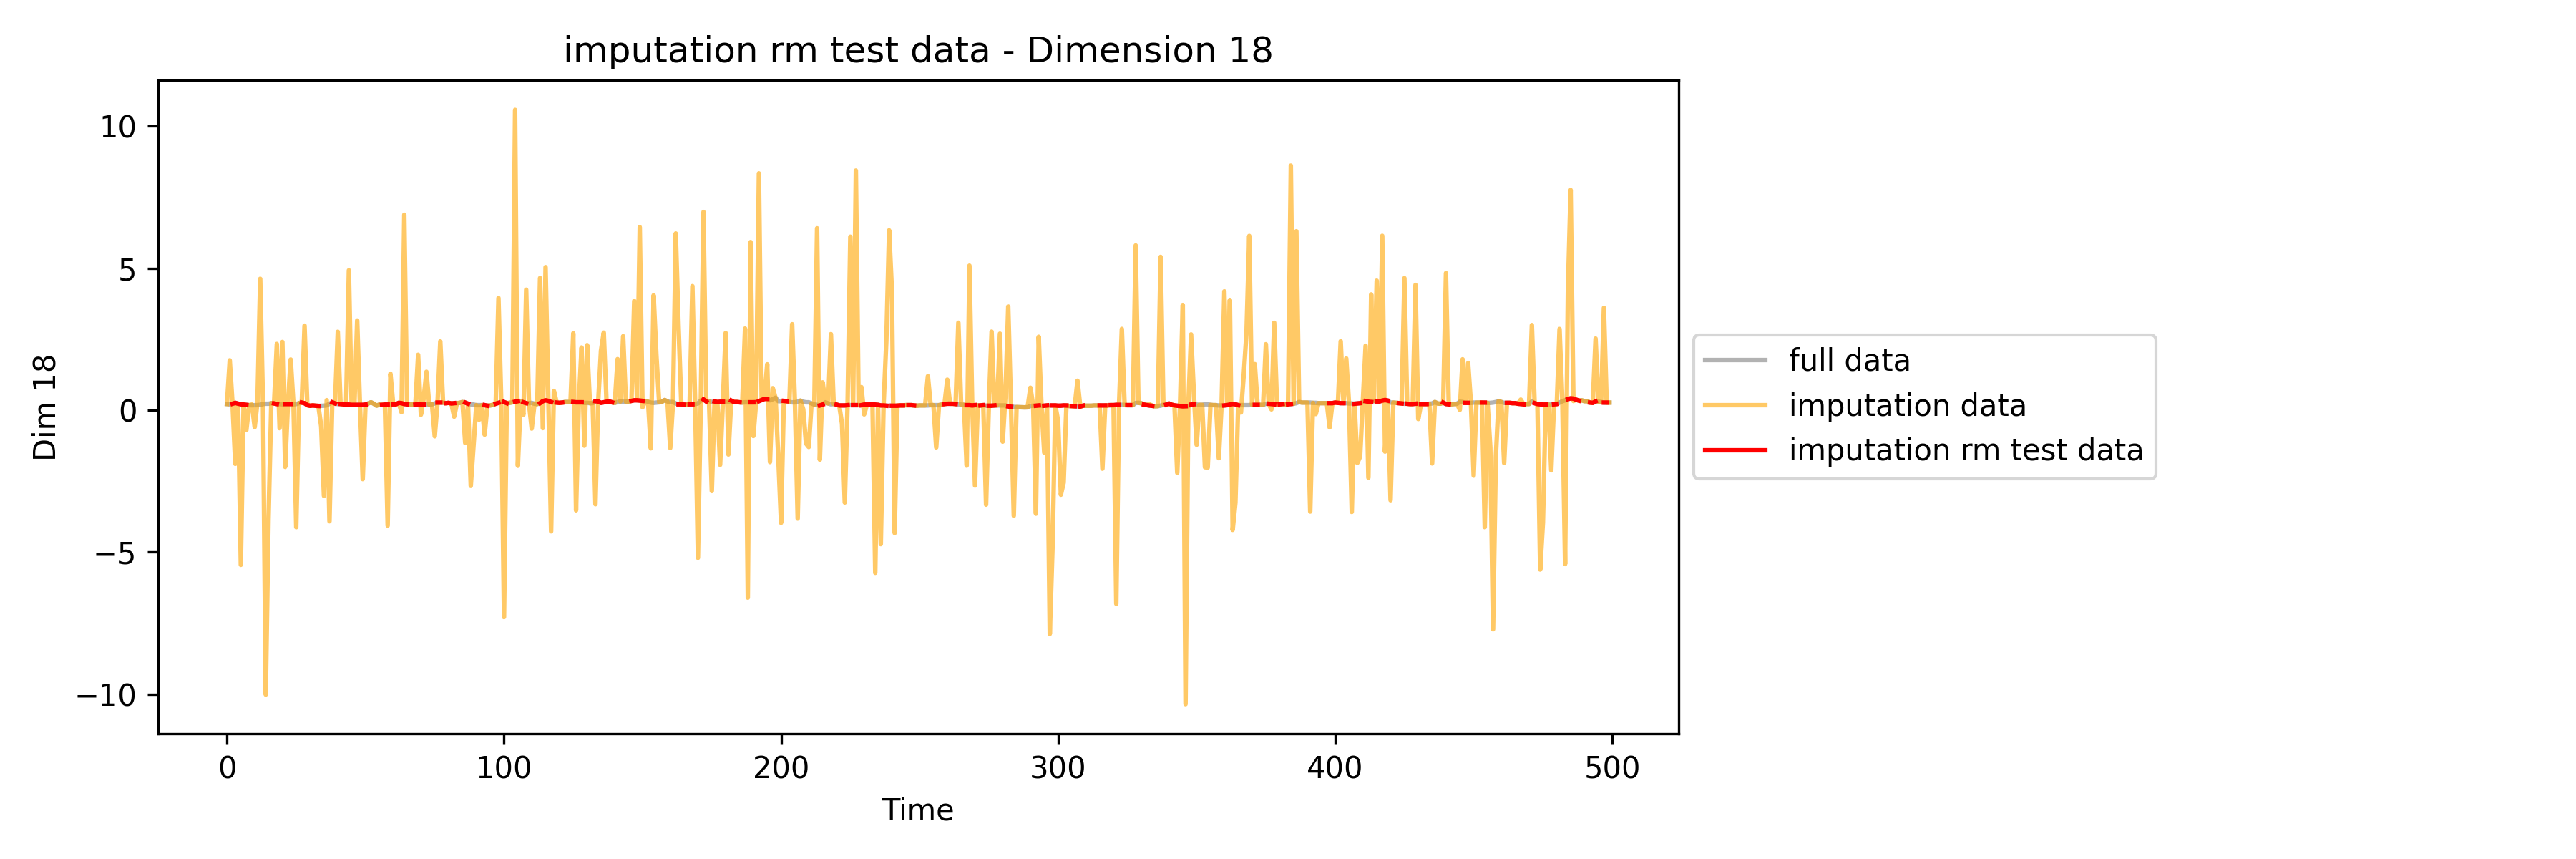 imputation rm test data - Dimension 18
10
5
0
−5
−10
Dim 18
0 100 200 300 400 500
Time
full data
imputation data
imputation rm test data